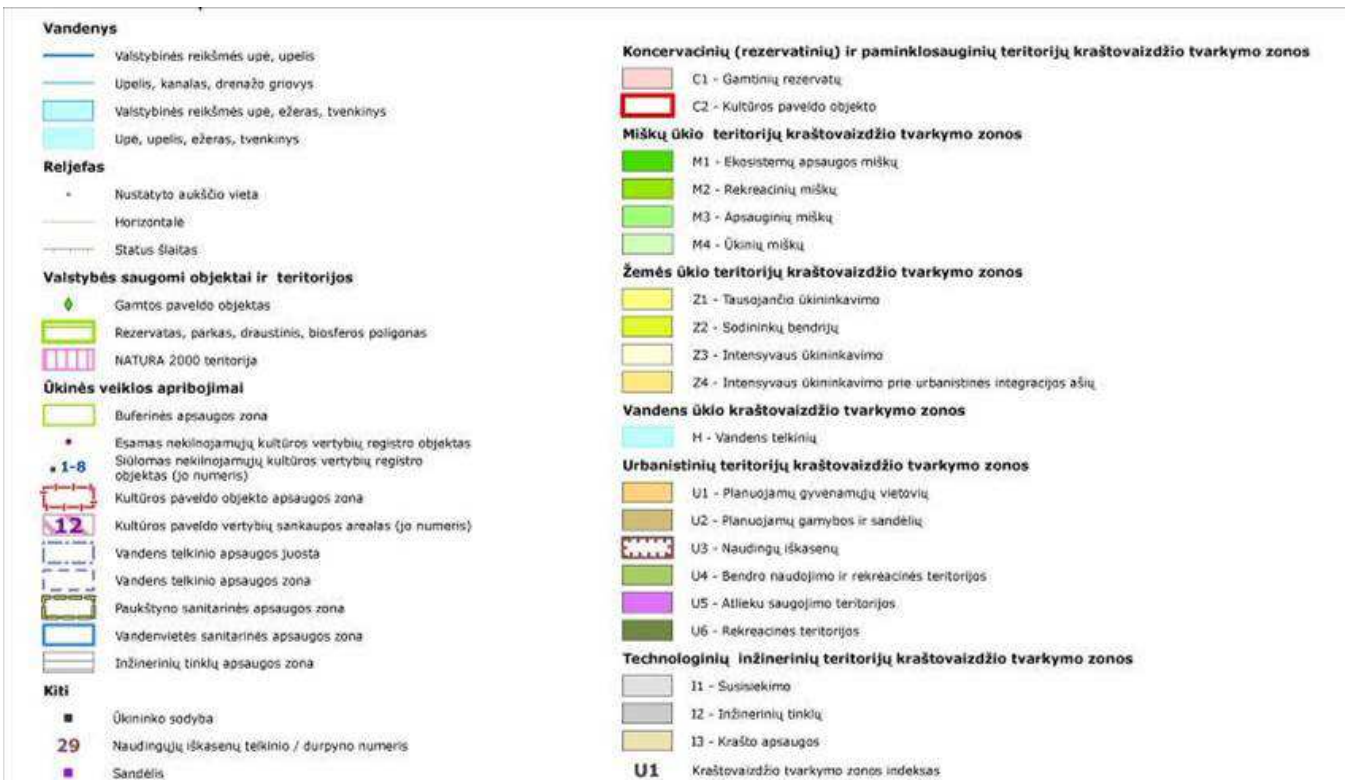 Vandenys
Valstybinės reikšmės upė, upelis
Upelis, kanalas, drenažo griovys
Valstybinės reikšmės upė, ežeras, tvenkinys
Upė, upelis, ežeras, tvenkinys
Reljefas
Nustatyto aukščio vieta
Horizontalė
Status šlaitas
Valstybės saugomi objektai ir teritorijos
Gamtos paveldo objektas
Rezervatas, parkas, draustinis, biosferos poligonas
NATURA 2000 teritorija
Ūkinės veiklos apribojimai
Buferinės apsaugos zona
Esamas nekilnojamųjų kultūros vertybių registro objektas
1-8 Siūlomas nekilnojamųjų kultūros vertybių registro
objektas (jo numeris)
Kultūros paveldo objekto apsaugos zona
12 Kultūros paveldo vertybių sankaupos arealas (jo numeris)
Vandens telkinio apsaugos juosta
Vandens telkinio apsaugos zona
Paukštyno sanitarinės apsaugos zona
Vandenvietės sanitarinės apsaugos zona
Inžinerinių tinklų apsaugos zona
Kiti
Ūkininko sodyba
29 Naudingųjų iškasenų telkinio / durpyno numeris
Sandėlis
Koncervacinių (rezervatinių) ir paminklosauginių teritorijų kraštovaizdžio tvarkymo zonos
C1 - Gamtinių rezervatų
C2 - Kultūros paveldo objekto
Miškų ūkio teritorijų kraštovaizdžio tvarkymo zonos
M1 - Ekosistemų apsaugos miškų
M2 - Rekreacinių miškų
M3 - Apsauginių miškų
M4 - Ūkinių miškų
Žemės ūkio teritorijų kraštovaizdžio tvarkymo zonos
Z1 - Tausojančio ūkininkavimo
Z2 - Sodininkų bendrijų
Z3 - Intensyvaus ūkininkavimo
Z4 - Intensyvaus ūkininkavimo prie urbanistinės integracijos ašių
Vandens ūkio kraštovaizdžio tvarkymo zonos
H - Vandens telkinių
Urbanistinių teritorijų kraštovaizdžio tvarkymo zonos
U1 - Planuojamų gyvenamųjų vietovių
U2 - Planuojamų gamybos ir sandėlių
U3 - Naudingų iškasenų
U4 - Bendro naudojimo ir rekreacinės teritorijos
U5 - Atliekų saugojimo teritorijos
U6 - Rekreacinės teritorijos
Technologinių inžinerinių teritorijų kraštovaizdžio tvarkymo zonos
I1 - Susisiekimo
I2 - Inžinerinių tinklų
I3 - Krašto apsaugos
U1 Kraštovaizdžio tvarkymo zonos indeksas